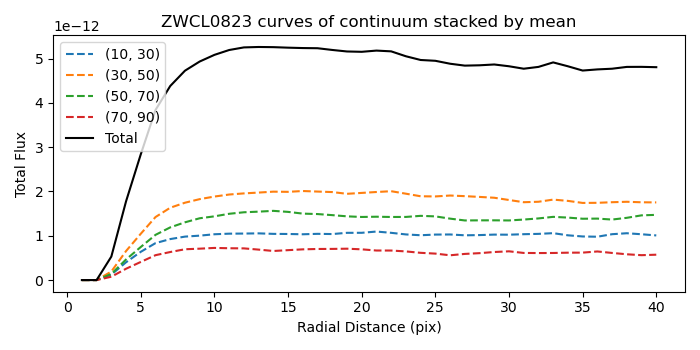 ZWCL0823 curves of continuum stacked by mean
1e−12
(10, 30)
(30, 50)
(50, 70)
(70, 90)
Total
5
4
3
2
1
0
Total Flux
0 5 10 15 20 25 30 35 40
Radial Distance (pix)